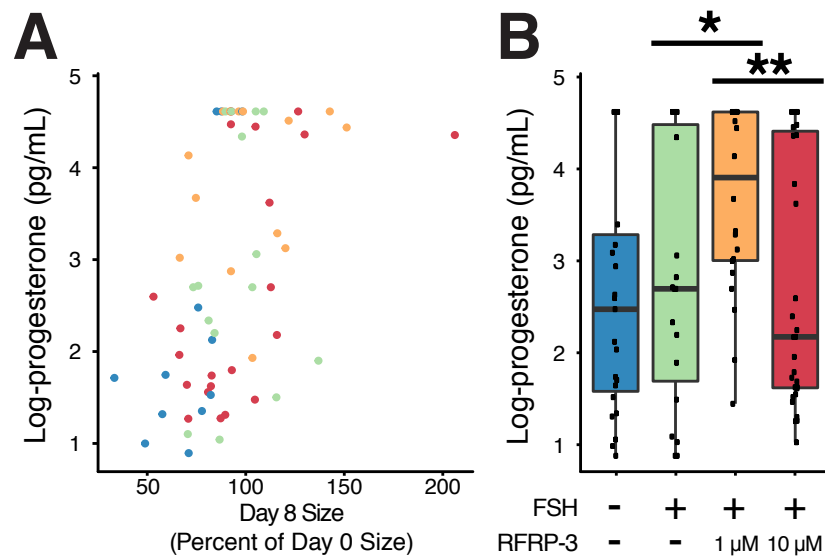 A
Log-progesterone (pg/mL)
5
4
3
2
1
50 100 150 200
Day 8 Size
(Percent of Day 0 Size)
B
*
**
Log-progesterone (pg/mL)
5
4
3
2
1
FSH - + + +
RFRP-3 - - 1 µM 10 µM